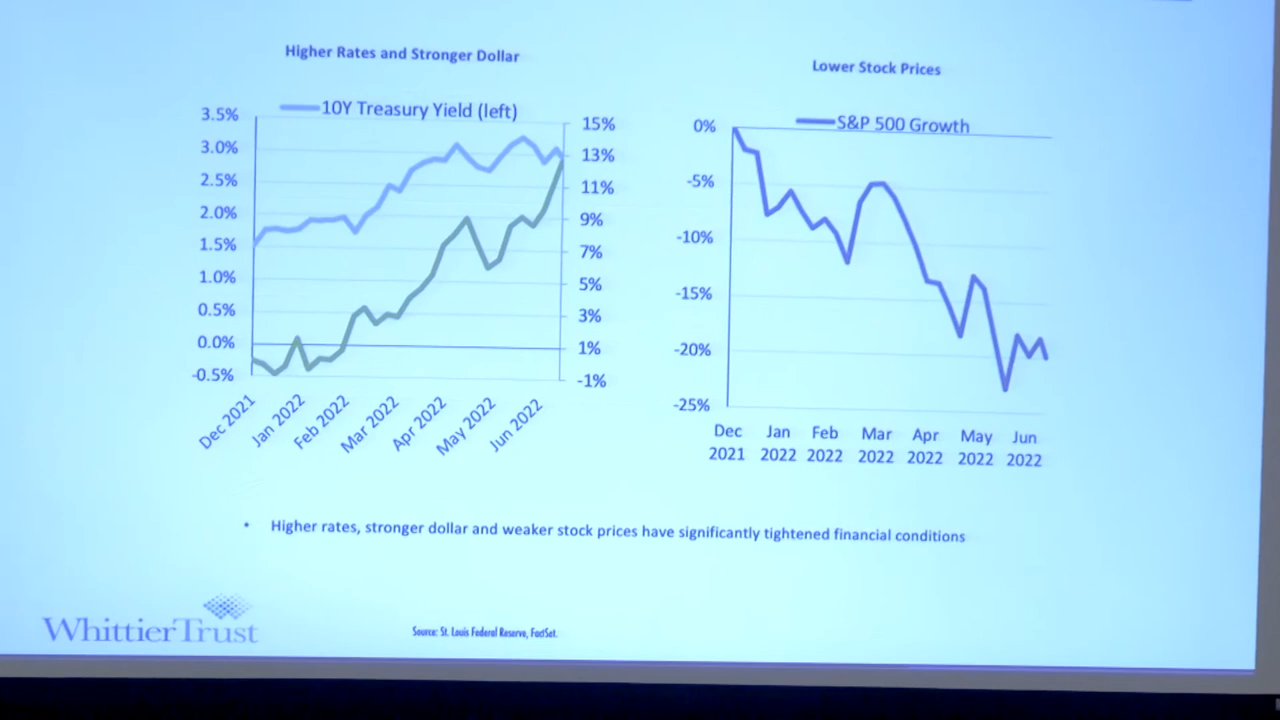 Higher Rates and Stronger Dollar
10Y Treasury Yield (left)
3.5%
3.0%
2.5%
2.0%
1.5%
1.0%
0.5%
0.0%
-0.5%
15%
13%
11%
9%
7%
5%
3%
1%
-1%
Dec 2021
Jan 2022
Feb 2022
Mar 2022
Apr 2022
May 2022
Jun 2022
Lower Stock Prices
S&P 500 Growth
0%
-5%
-10%
-15%
-20%
-25%
Dec Jan Feb Mar Apr May Jun
2021 2022 2022 2022 2022 2022 2022
• Higher rates, stronger dollar and weaker stock prices have significantly tightened financial conditions
WhittierTrust
Source: St. Louis Federal Reserve, FactSet.